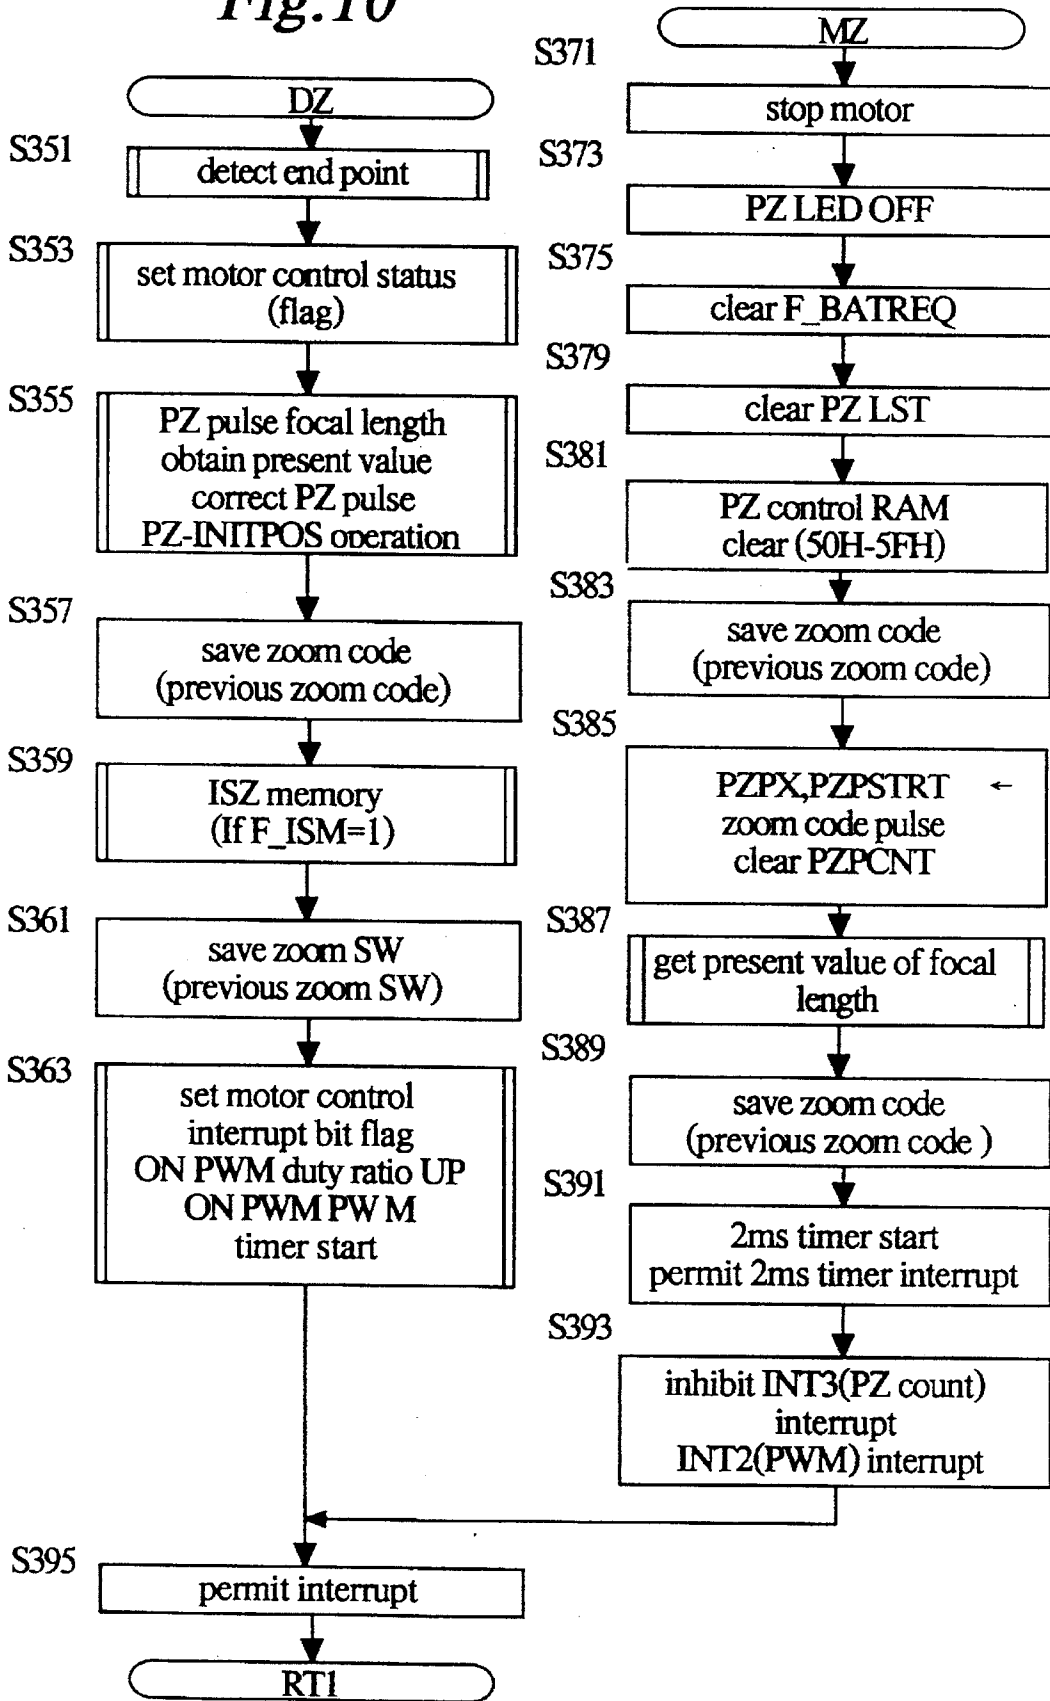 Fig.10
DZ
S351
detect end point
S353
set motor control status
(flag)
S355
PZ pulse focal length
obtain present value
correct PZ pulse
PZ-INITPOS operation
S357
save zoom code
(previous zoom code)
S359
ISZ memory
(If F_ISM=1)
S361
save zoom SW
(previous zoom SW)
S363
set motor control
interrupt bit flag
ON PWM duty ratio UP
ON PWM PW M
timer start
MZ
S371
stop motor
S373
PZ LED OFF
S375
clear F_BATREQ
S379
clear PZ LST
S381
PZ control RAM
clear (50H-5FH)
S383
save zoom code
(previous zoom code)
S385
PZPX,PZPSTRT ←
zoom code pulse
clear PZPCNT
S387
get present value of focal
length
S389
save zoom code
(previous zoom code )
S391
2ms timer start
permit 2ms timer interrupt
S393
inhibit INT3(PZ count)
interrupt
INT2(PWM) interrupt
S395
permit interrupt
RT1